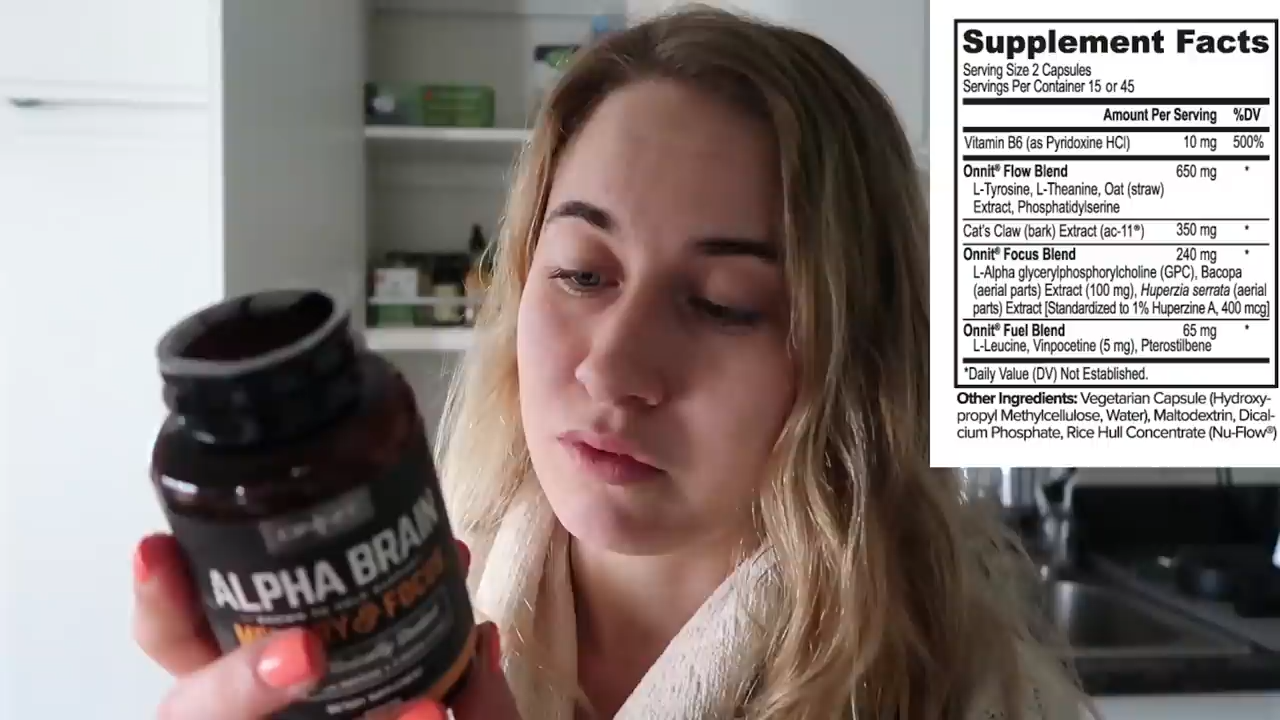 ALPHA BRAIN
Supplement Facts
Serving Size 2 Capsules
Servings Per Container 15 or 45
Amount Per Serving %DV
Vitamin B6 (as Pyridoxine HCl) 10 mg 500%
Onnit® Flow Blend 650 mg *
L-Tyrosine, L-Theanine, Oat (straw)
Extract, Phosphatidylserine
Cat's Claw (bark) Extract (ac-11®) 350 mg *
Onnit® Focus Blend 240 mg *
L-Alpha glycerylphosphorylcholine (GPC), Bacopa
(aerial parts) Extract (100 mg), Huperzia serrata (aerial
parts) Extract [Standardized to 1% Huperzine A, 400 mcg]
Onnit® Fuel Blend 65 mg *
L-Leucine, Vinpocetine (5 mg), Pterostilbene
*Daily Value (DV) Not Established.
Other Ingredients: Vegetarian Capsule (Hydroxy-
propyl Methylcellulose, Water), Maltodextrin, Dical-
cium Phosphate, Rice Hull Concentrate (Nu-Flow®)